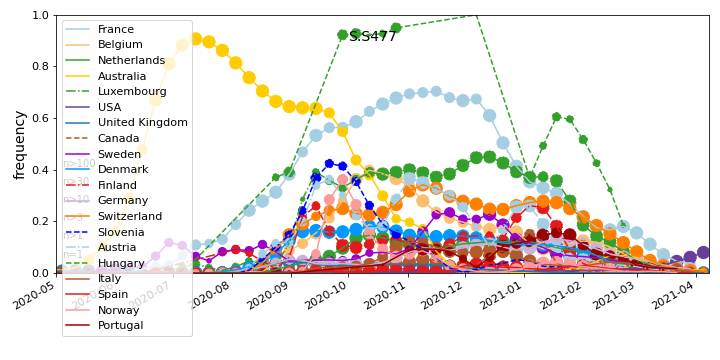 1.0
0.8
0.6
0.4
0.2
0.0
frequency
S:S477
France
Belgium
Netherlands
Australia
Luxembourg
USA
United Kingdom
Canada
Sweden
Denmark
Finland
Germany
Switzerland
Slovenia
Austria
Hungary
Italy
Spain
Norway
Portugal
n>100
n>30
n>10
n=1
2020-05
2020-07
2020-08
2020-09
2020-10
2020-11
2020-12
2021-01
2021-02
2021-03
2021-04